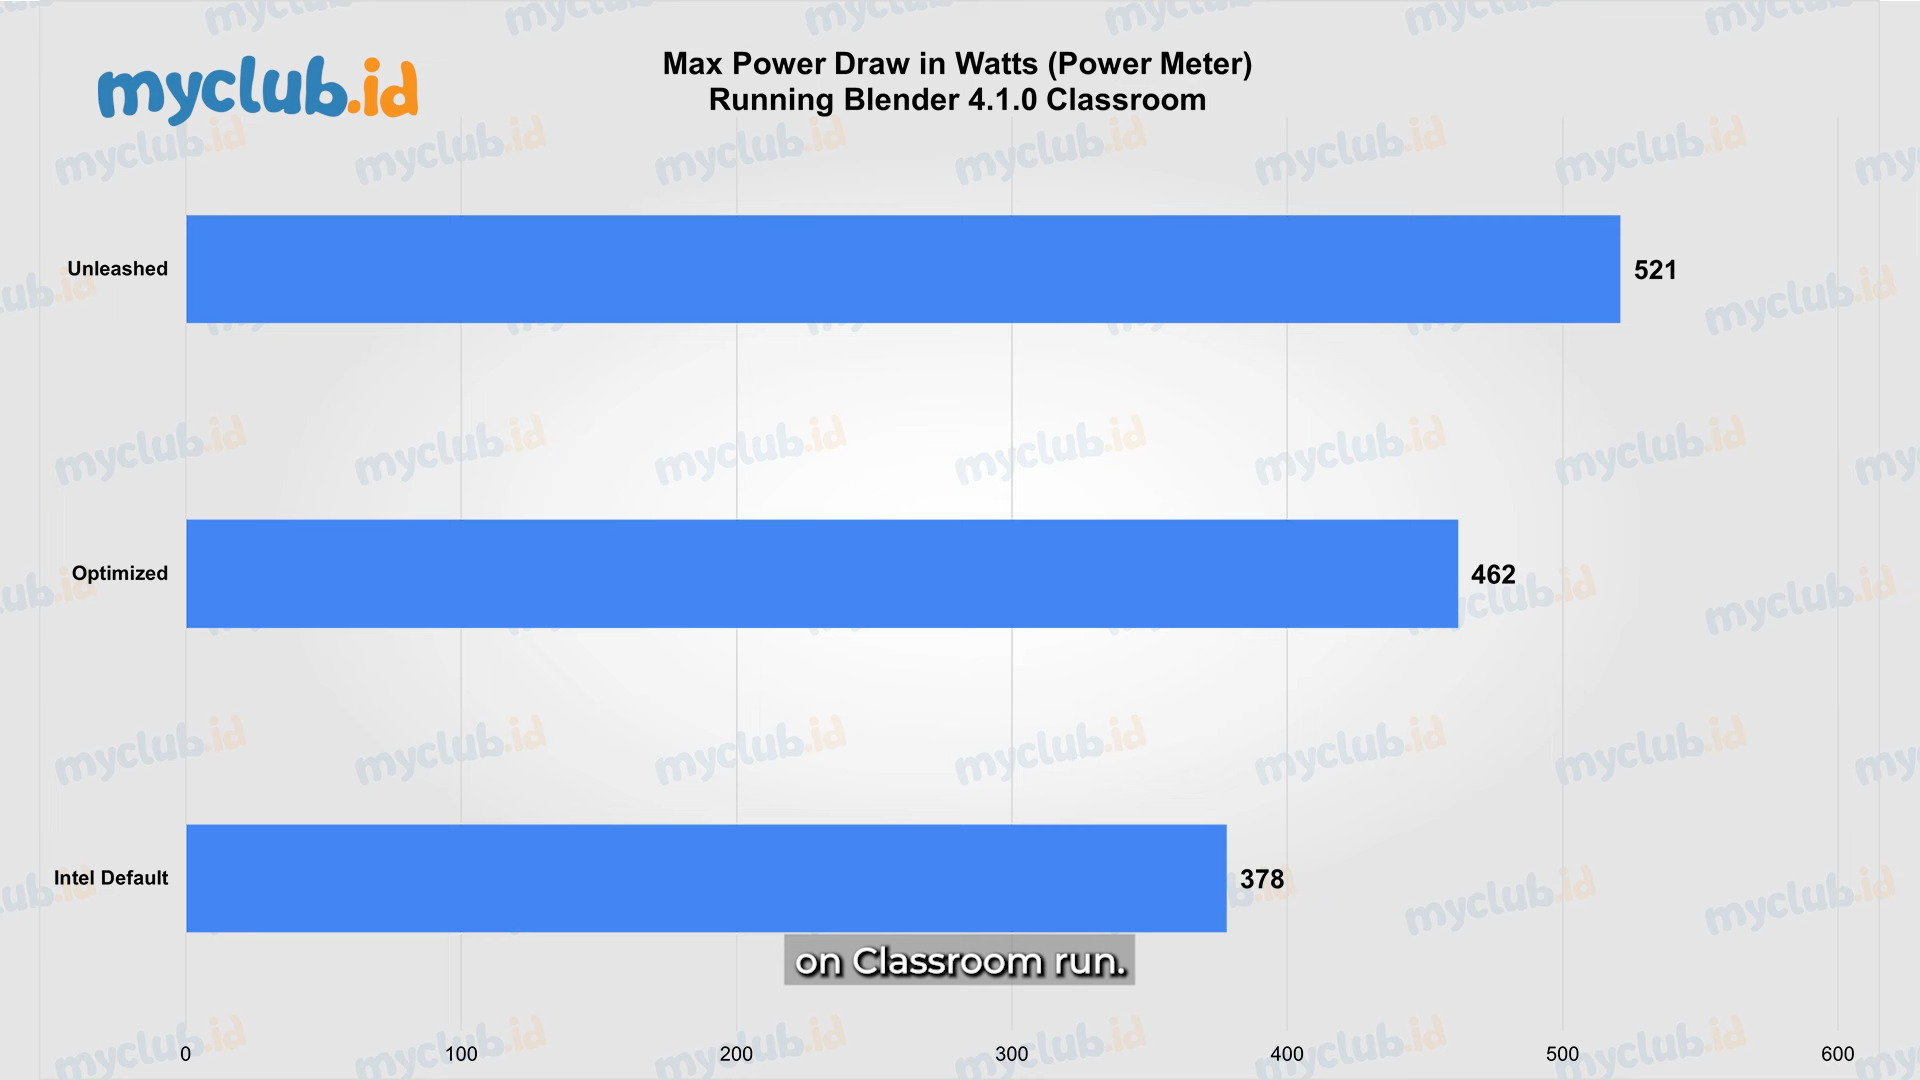 myclub.id
Max Power Draw in Watts (Power Meter)
Running Blender 4.1.0 Classroom
Unleashed
521
Optimized
462
Intel Default
378
on Classroom run.
0 100 200 300 400 500 600